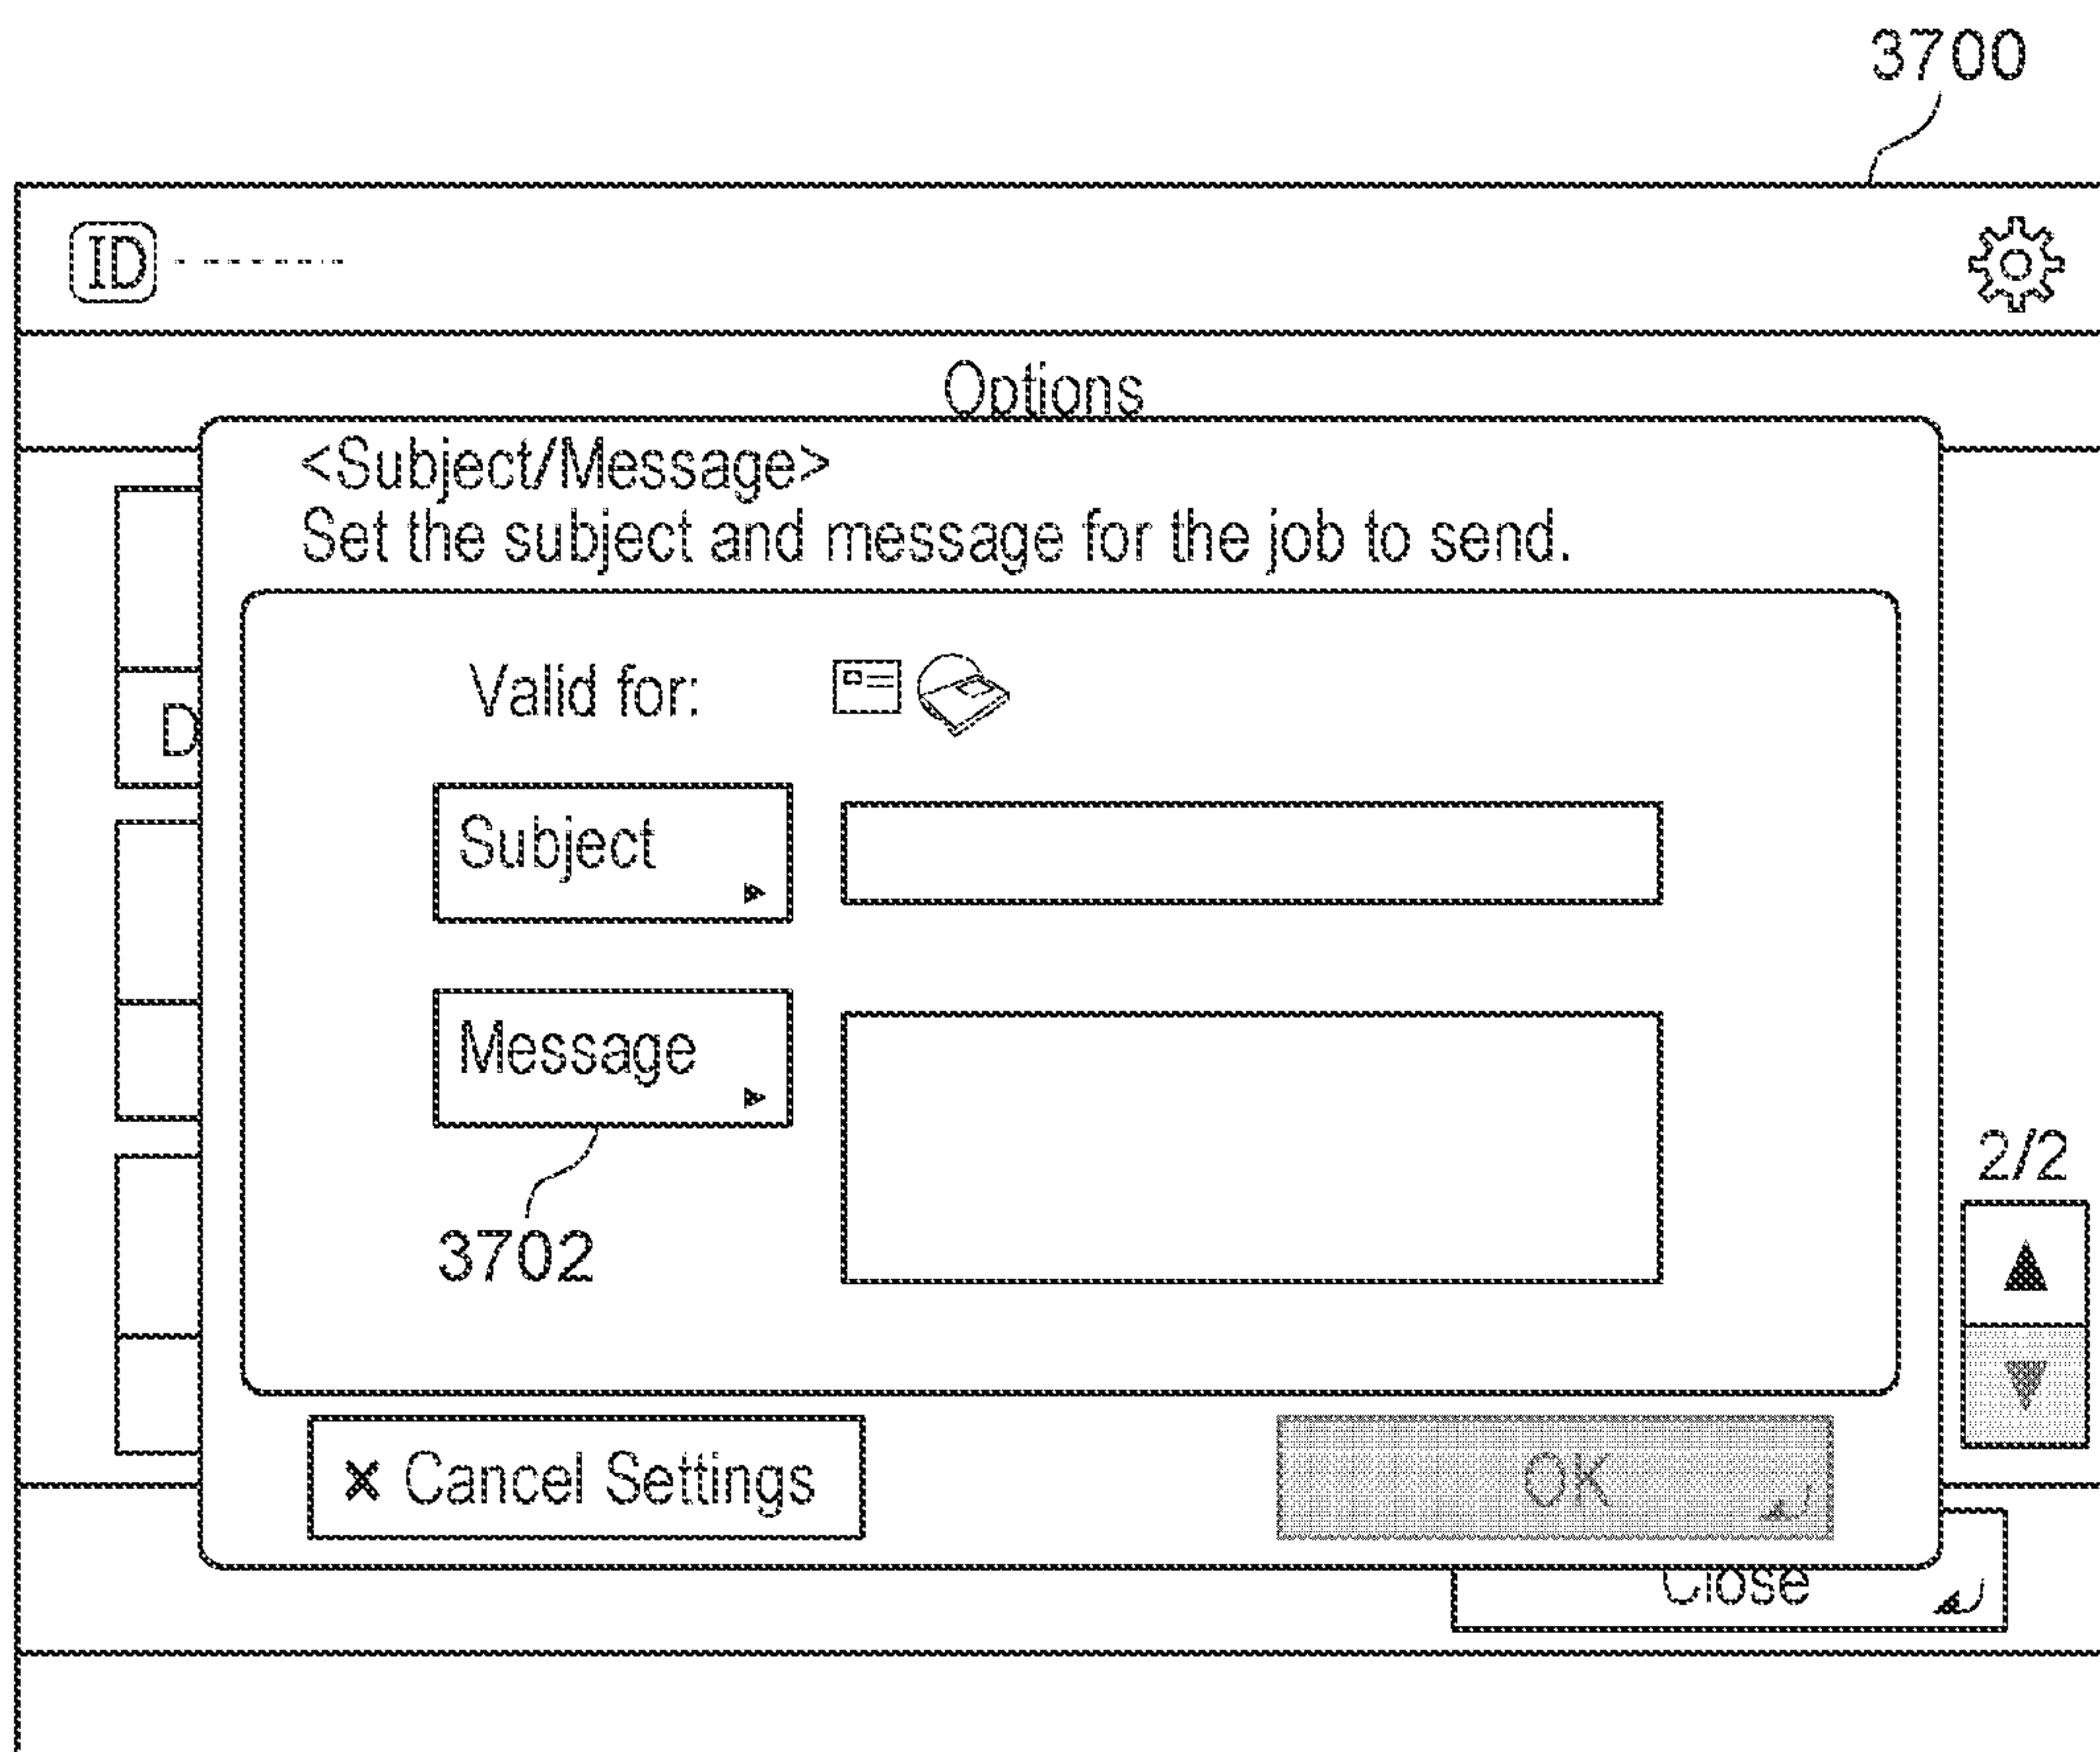 3700
ID
Options
<Subject/Message>
Set the subject and message for the job to send.
Valid for:
D
Subject
Message
3702
2/2
× Cancel Settings
OK
Close